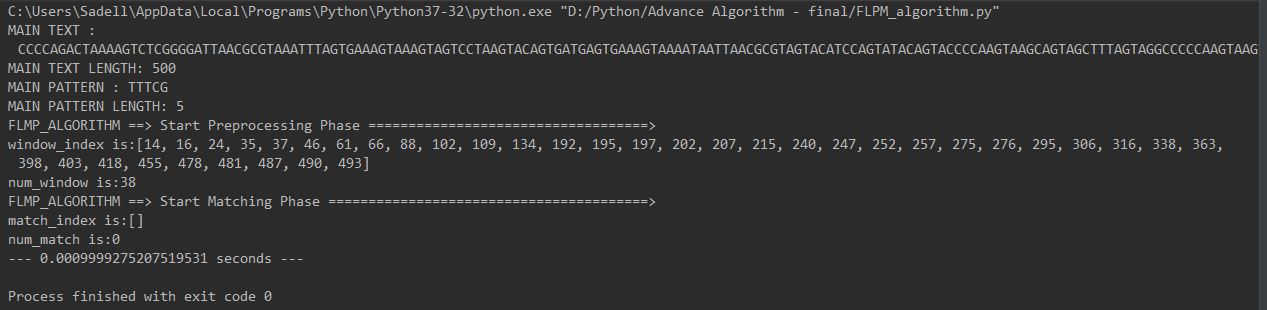 C:\Users\Sadell\AppData\Local\Programs\Python\Python37-32\python.exe "D:/Python/Advance Algorithm - final/FLPM_algorithm.py"
MAIN TEXT :
CCCCAGACTAAAAGTCTCGGGGATTAACGCGTAAATTTAGTGAAAGTAAAGTAGTCCTAAGTACAGTGATGAGTGAAAGTAAAATAATTAACGCGTAGTACATCCAGTATACAGTACCCCAAGTAAGCAGTAGCTTTAGTAGGCCCCCAAGTAAG
MAIN TEXT LENGTH: 500
MAIN PATTERN : TTTCG
MAIN PATTERN LENGTH: 5
FLMP_ALGORITHM ==> Start Preprocessing Phase ===================================>
window_index is:[14, 16, 24, 35, 37, 46, 61, 66, 88, 102, 109, 134, 192, 195, 197, 202, 207, 215, 240, 247, 252, 257, 275, 276, 295, 306, 316, 338, 363,
398, 403, 418, 455, 478, 481, 487, 490, 493]
num_window is:38
FLMP_ALGORITHM ==> Start Matching Phase ========================================>
match_index is:[]
num_match is:0
--- 0.0009999275207519531 seconds ---
Process finished with exit code 0